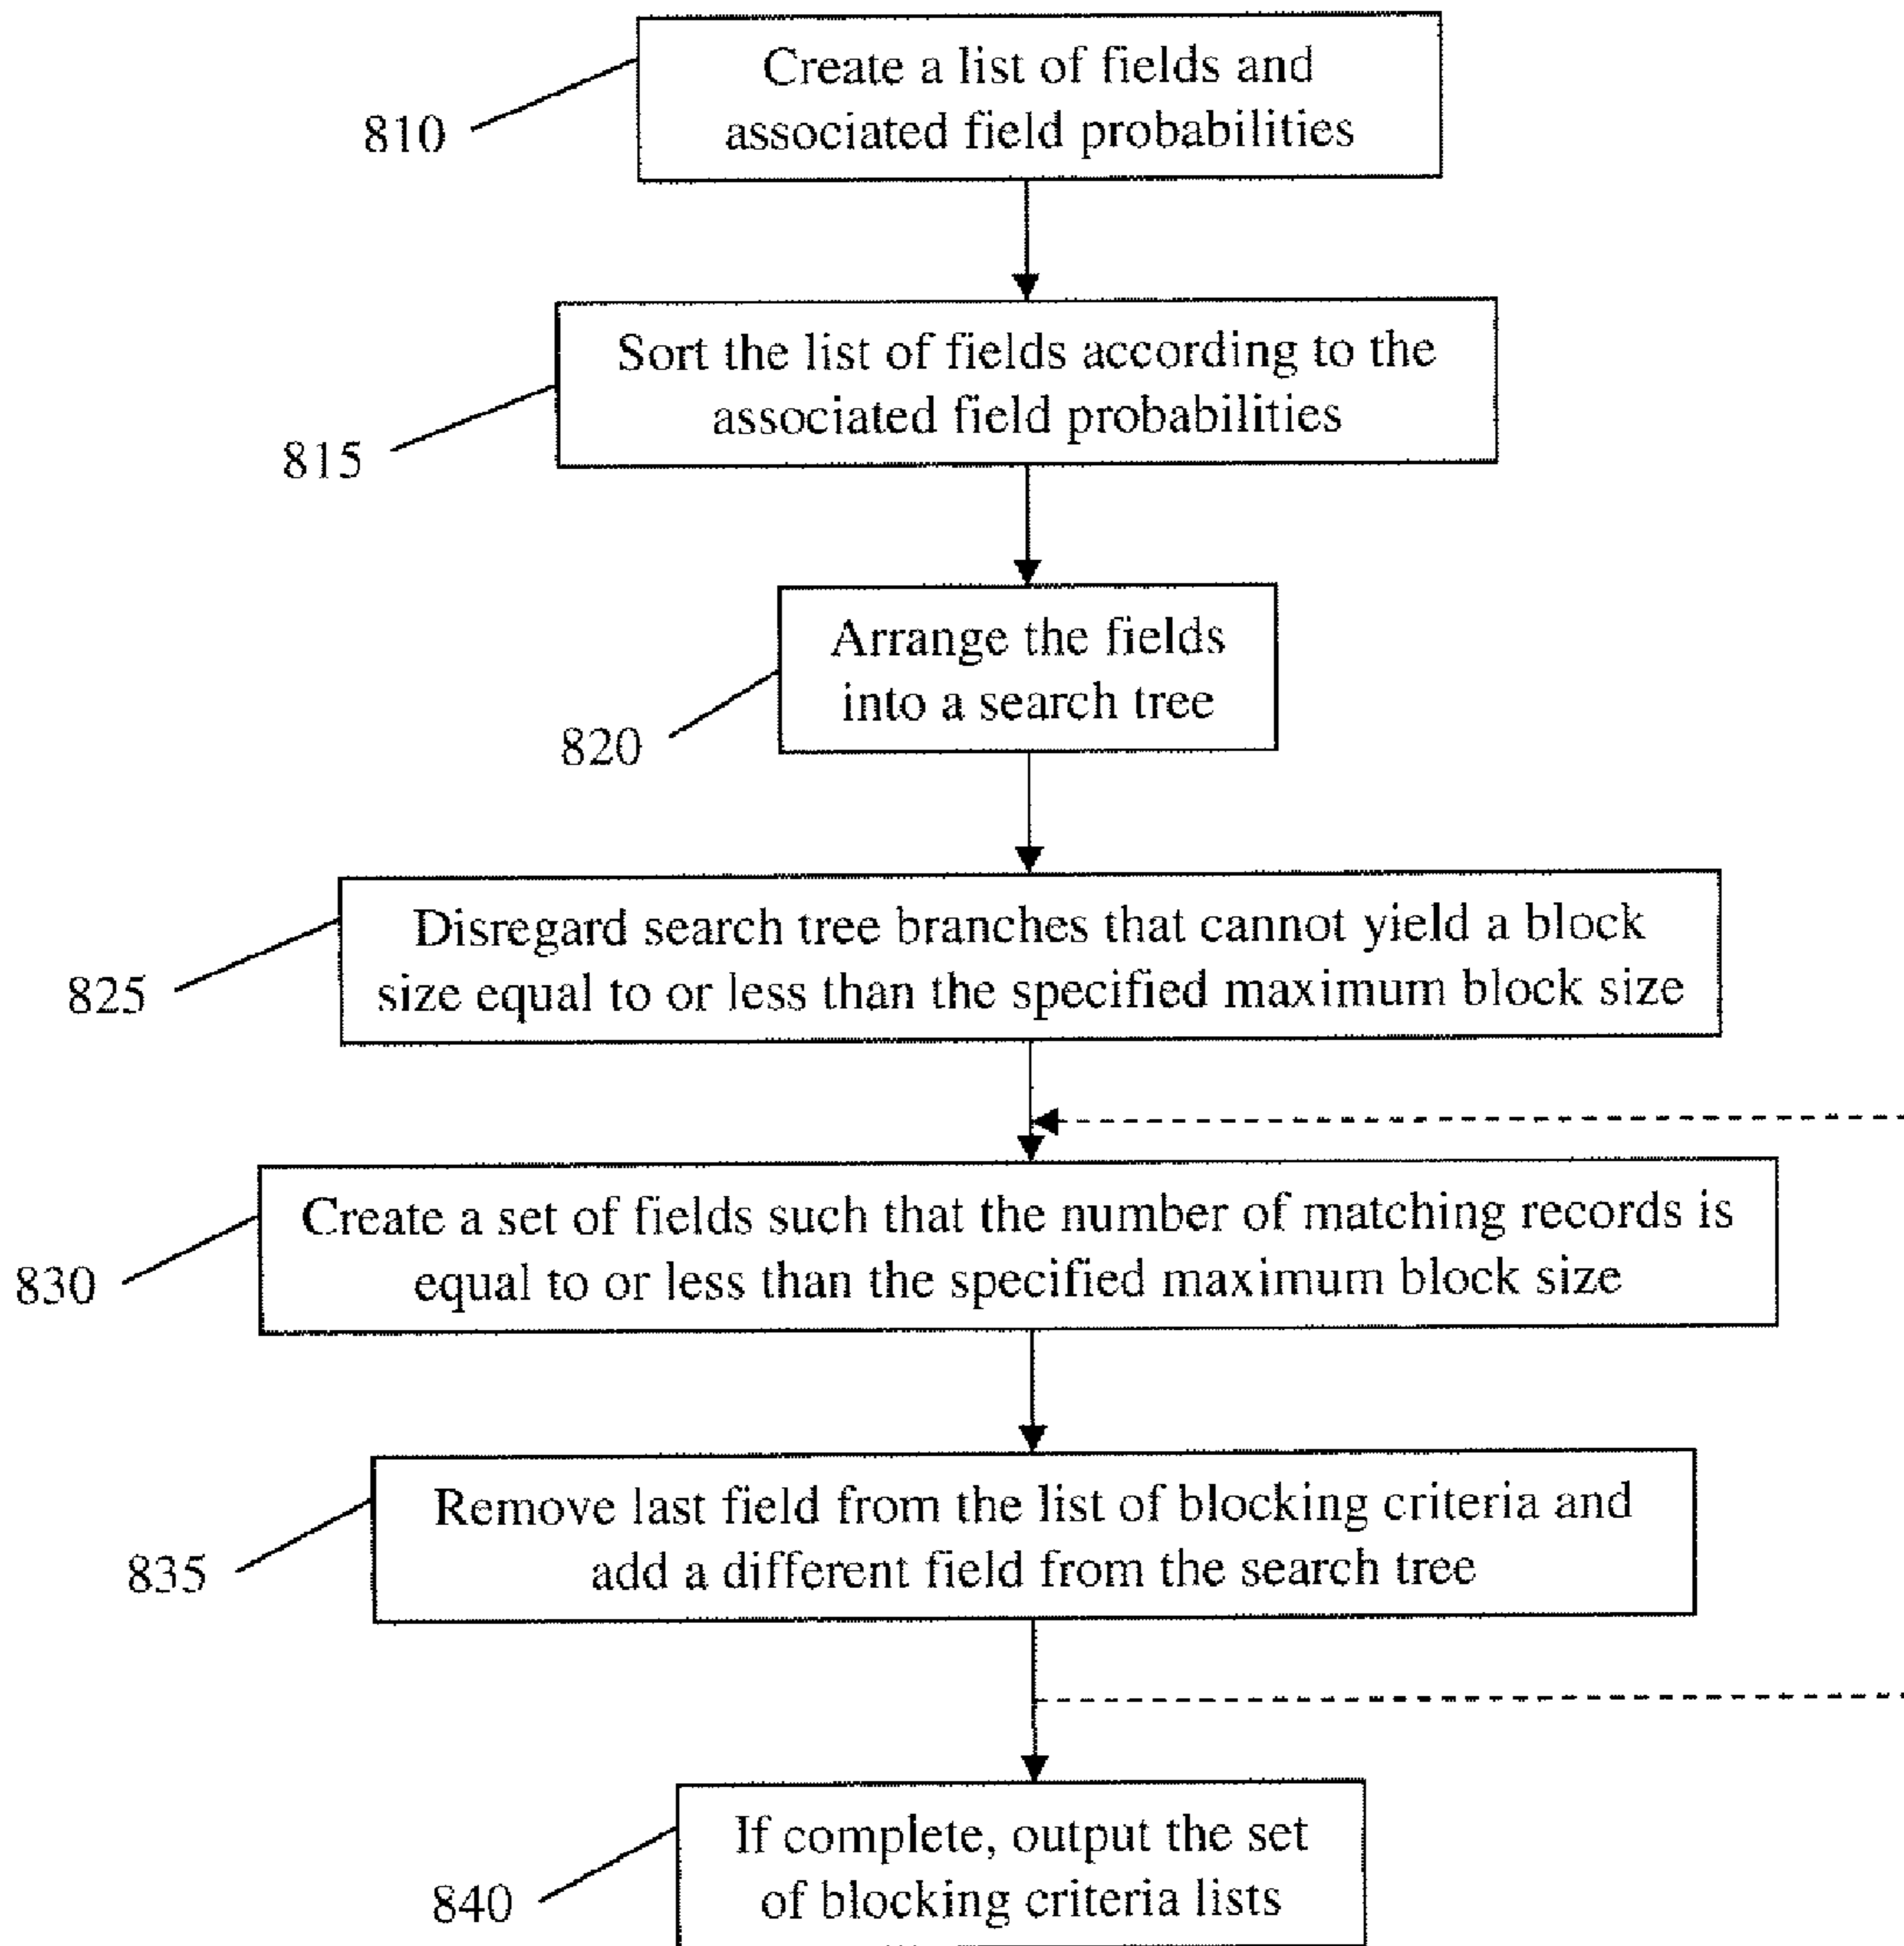 Create a list of fields and
associated field probabilities
810
Sort the list of fields according to the
associated field probabilities
815
Arrange the fields
into a search tree
820
Disregard search tree branches that cannot yield a block
size equal to or less than the specified maximum block size
825
Create a set of fields such that the number of matching records is
equal to or less than the specified maximum block size
830
Remove last field from the list of blocking criteria and
add a different field from the search tree
835
If complete, output the set
of blocking criteria lists
840